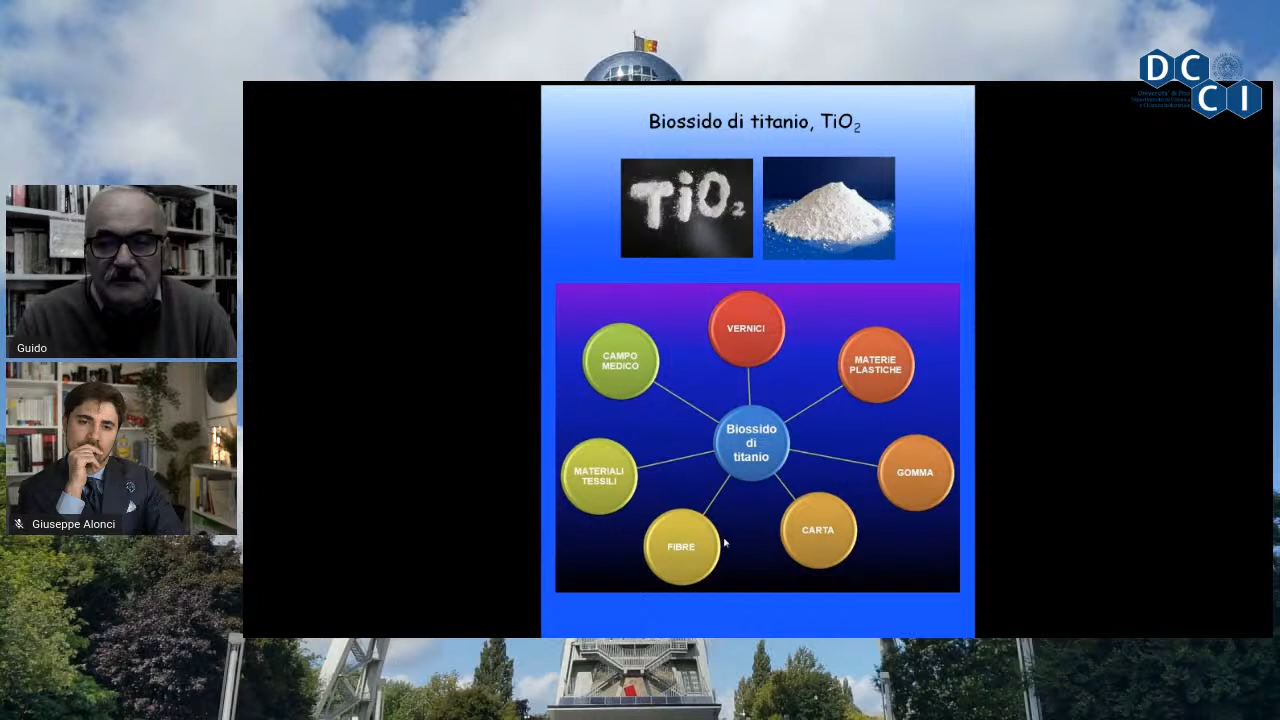 DC
CI
Biossido di titanio, TiO₂
TiO₂
VERNICI
CAMPO
MEDICO
MATERIE
PLASTICHE
Biossido
di
titanio
MATERIALI
TESSILI
GOMMA
FIBRE
CARTA
Guido
Giuseppe Alonci